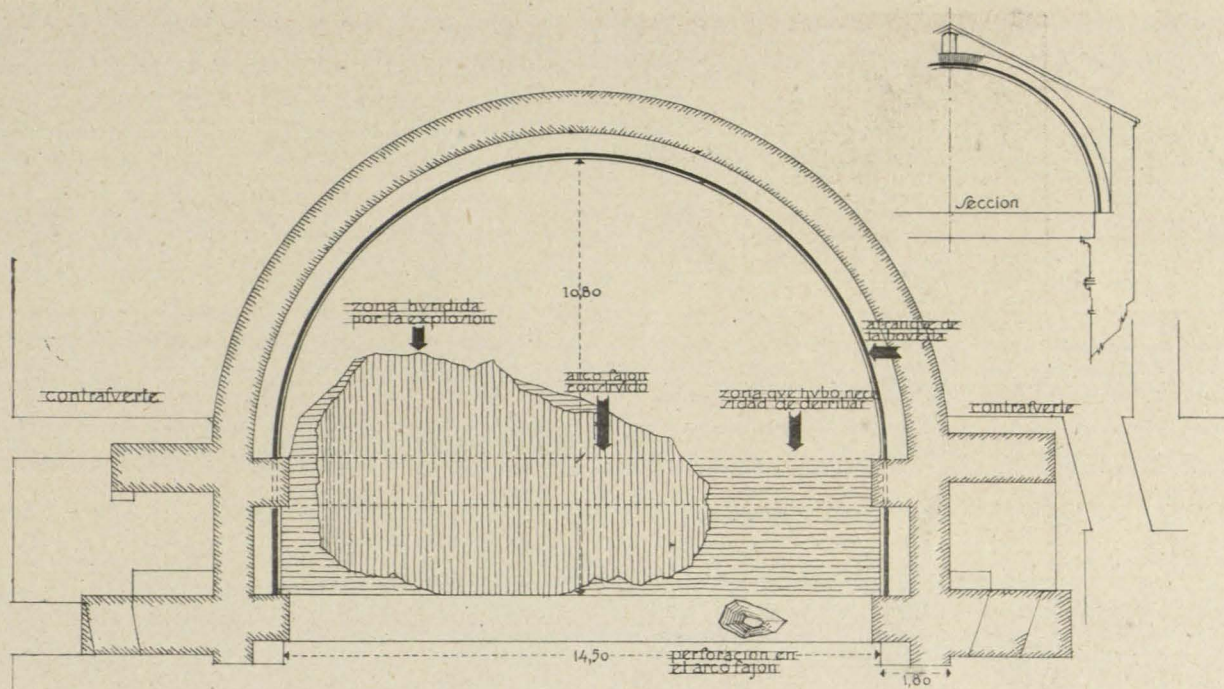 Seccion
10,80
zona hundida
por la explosion
arranque de
la boveda
arco fajon
construido
zona que hubo nece
sidad de derribar
contrafuerte
contrafuerte
14,50
perforacion en
el arco fajon
1,80